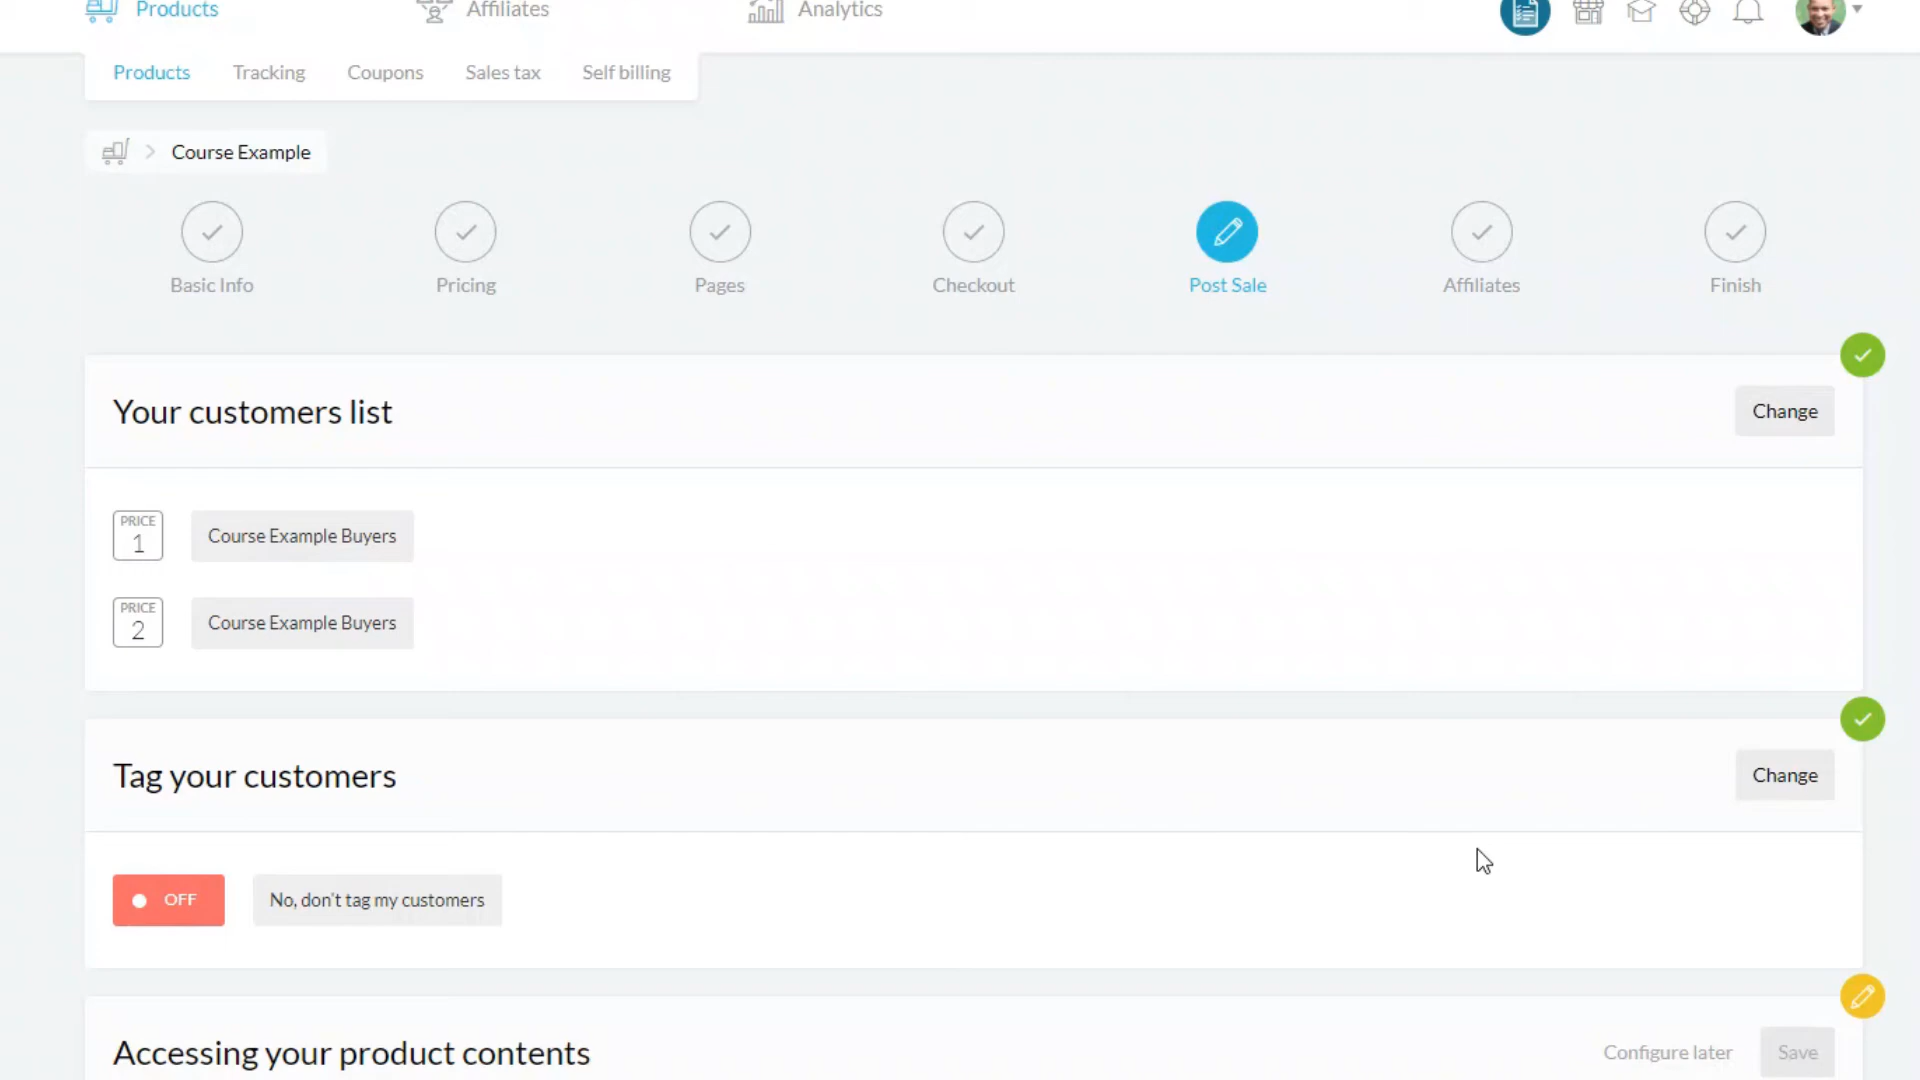 Products Affiliates Analytics
Products Tracking Coupons Sales tax Self billing
Course Example
Basic Info Pricing Pages Checkout Post Sale Affiliates Finish
Your customers list Change
PRICE 1 Course Example Buyers
PRICE 2 Course Example Buyers
Tag your customers Change
OFF No, don't tag my customers
Accessing your product contents Configure later Save